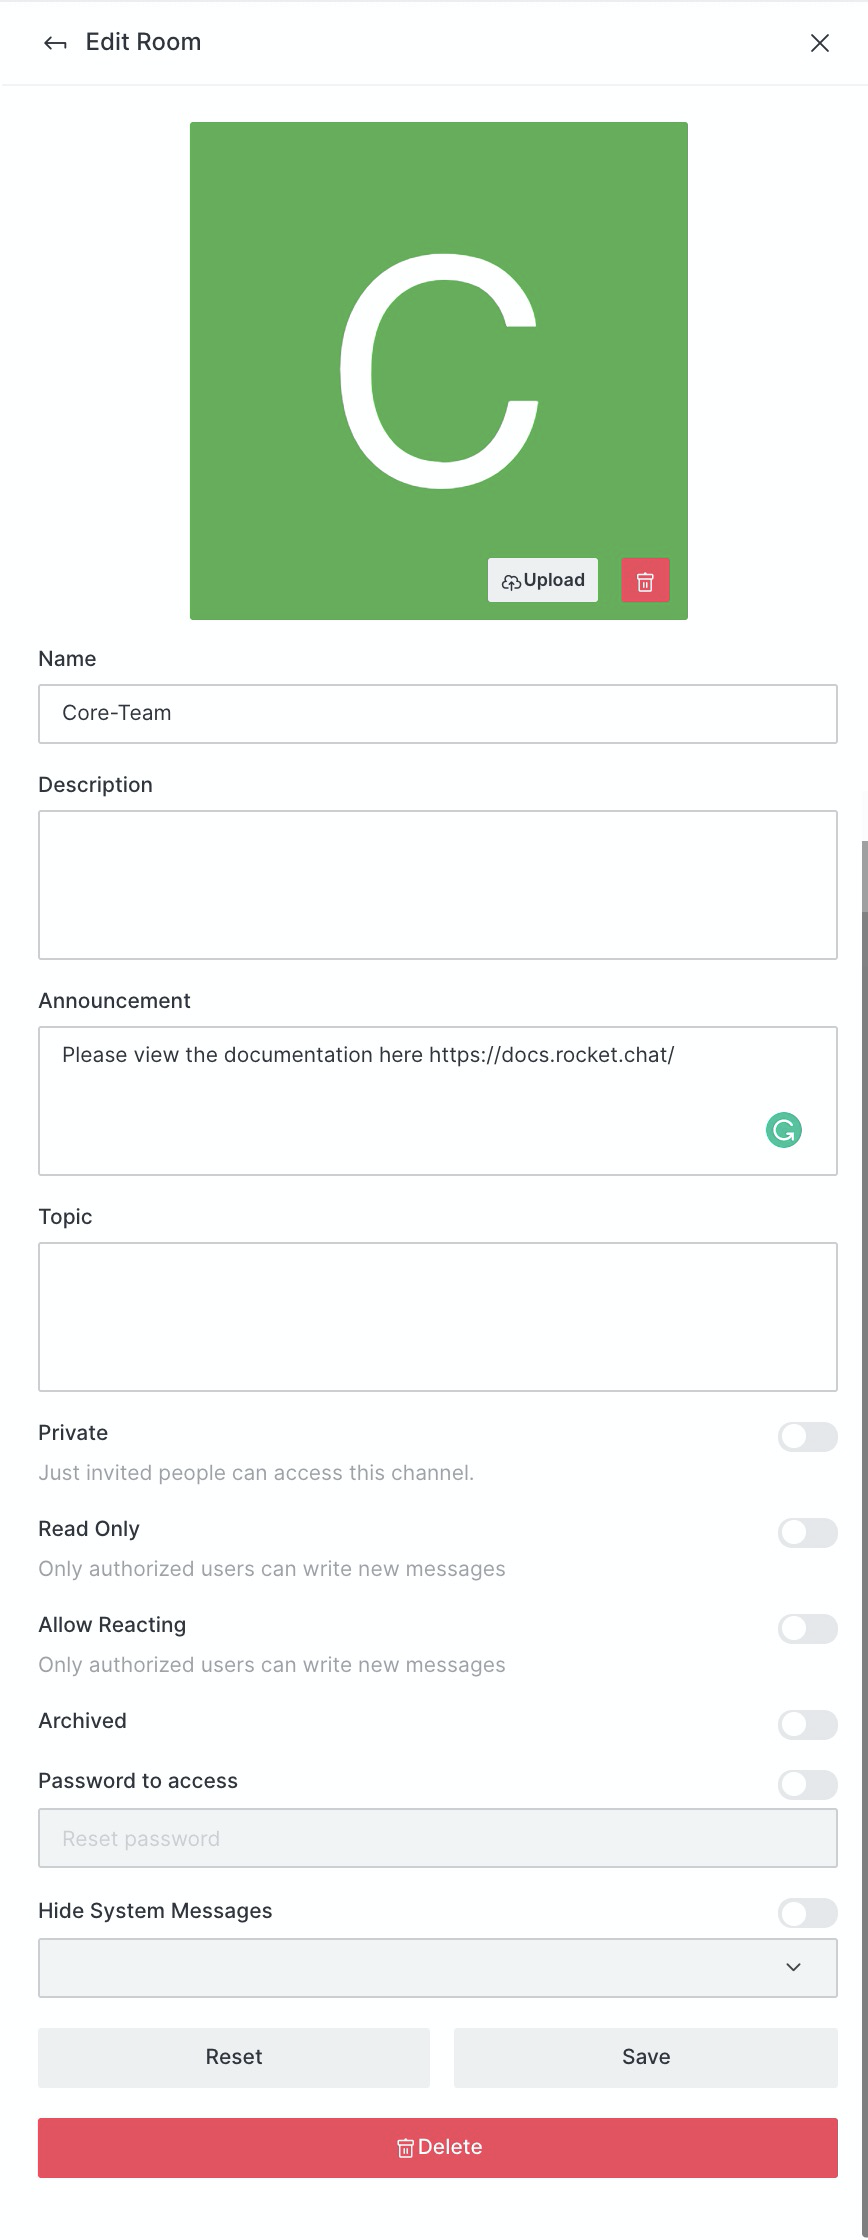 Edit Room
C
Upload
Name
Core-Team
Description
Announcement
Please view the documentation here https://docs.rocket.chat/
Topic
Private
Just invited people can access this channel.
Read Only
Only authorized users can write new messages
Allow Reacting
Only authorized users can write new messages
Archived
Password to access
Reset password
Hide System Messages
Reset
Save
Delete